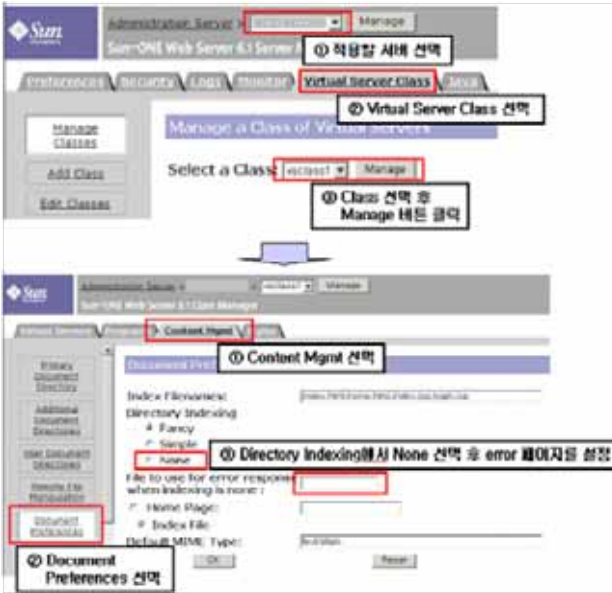 Sun
Administration Server >
Manage
Sun ONE Web Server 6.1 Server
① 적용할 서버 선택
Preferences
Security
Logs
Monitor
Virtual Server Class
Java
② Virtual Server Class 선택
Manage Classes
Add Class
Edit Classes
Manage a Class of Virtual Servers
Select a Class: vsclass1 Manage
③ Class 선택 후
Manage 버튼 클릭
Sun
Administration Server >
vsclass1
Manage
Sun ONE Web Server 6.1 Class Manager
Content Mgmt
① Content Mgmt 선택
Primary
Document
Directory
Additional
Document
Directories
User Document
Directories
Remote File
Manipulation
Document
Preferences
② Document
Preferences 선택
Index Filenames:
Directory Indexing
Fancy
Simple
None
③ Directory Indexing에서 None 선택 후 error 페이지를 설정
File to use for error response
when indexing is none :
Home Page:
Index File
Default MIME Type:
OK
Reset